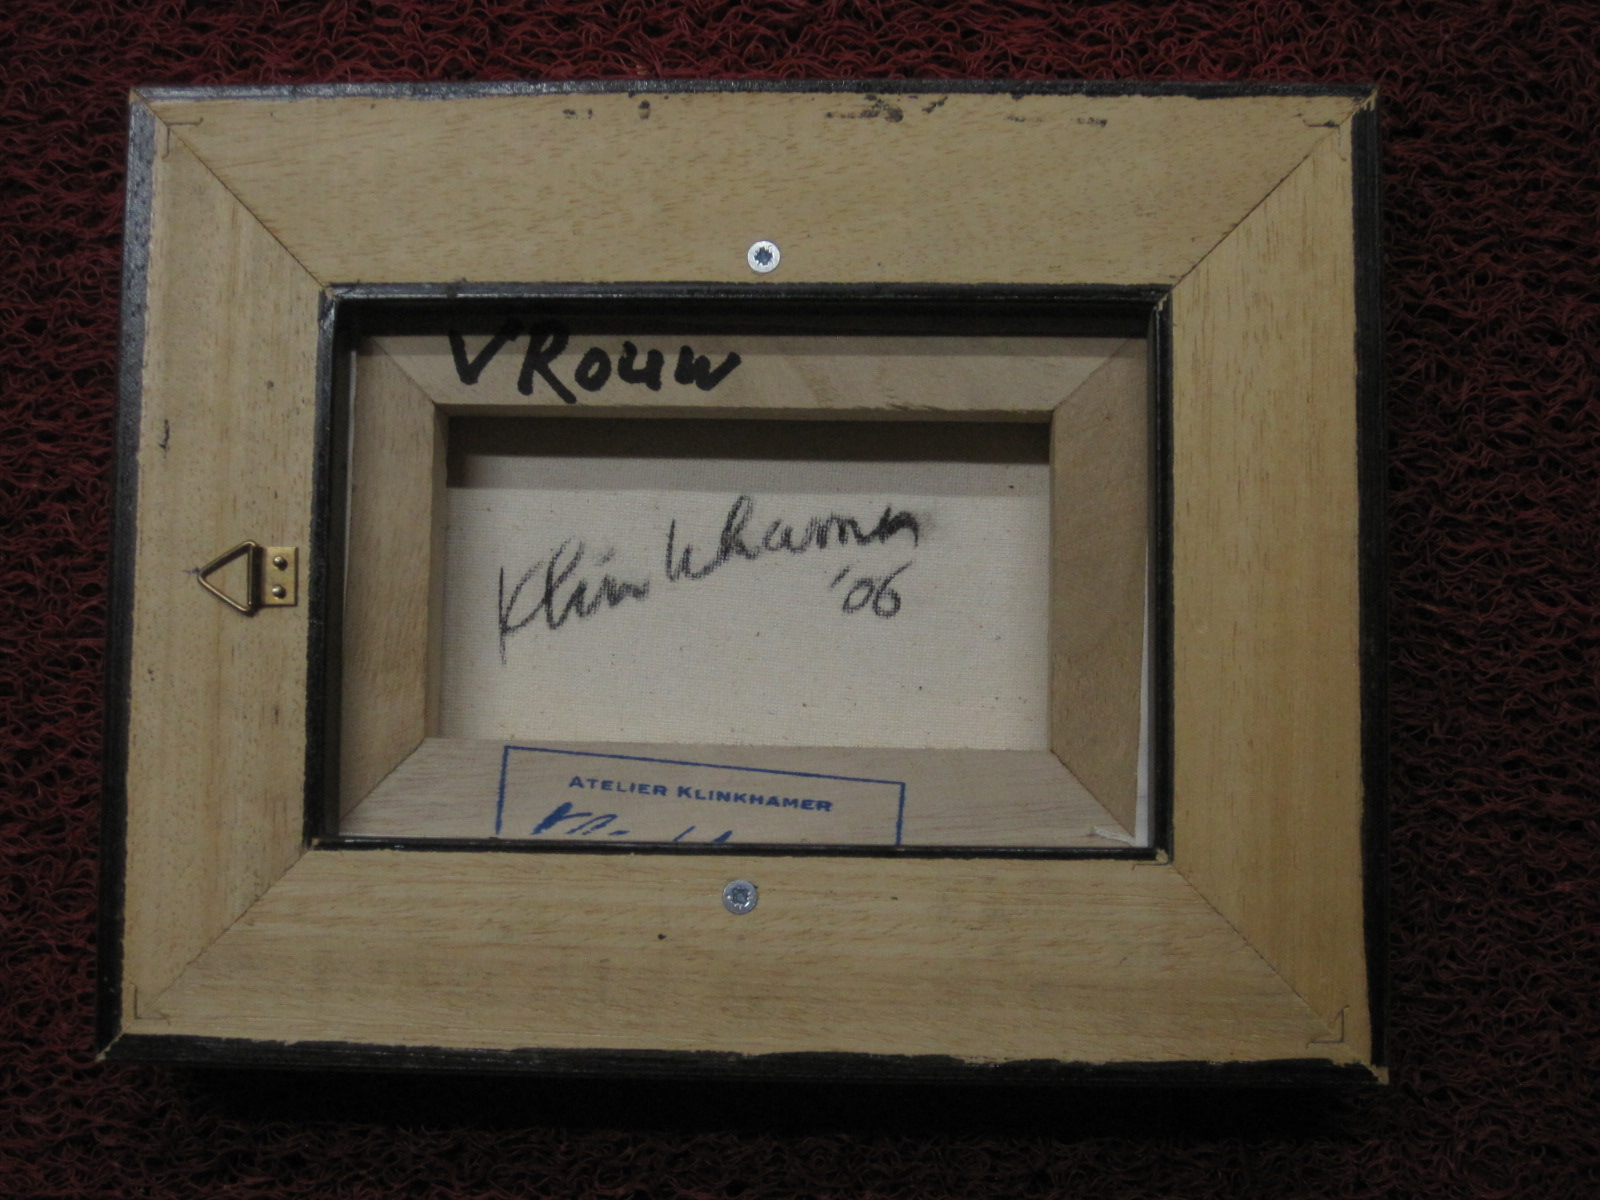 VRouw
Klinkhamer
'06
ATELIER KLINKHAMER